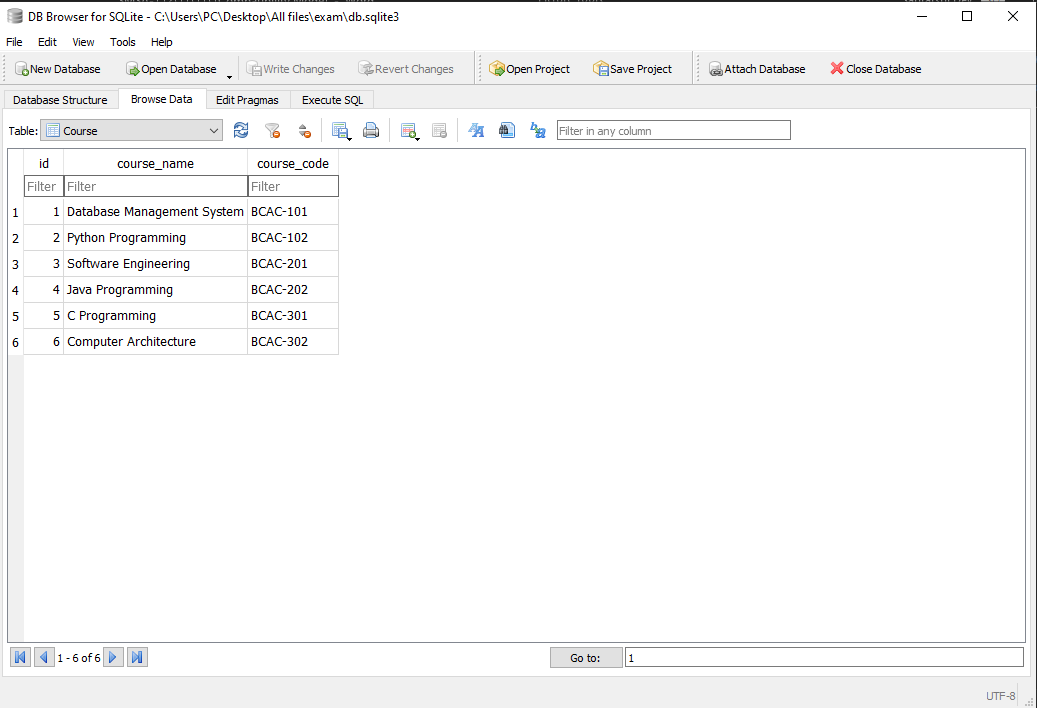 DB Browser for SQLite - C:\Users\PC\Desktop\All files\exam\db.sqlite3
File Edit View Tools Help
New Database Open Database Write Changes Revert Changes Open Project Save Project Attach Database Close Database
Database Structure Browse Data Edit Pragmas Execute SQL
Table: Course Filter in any column
id course_name course_code
Filter Filter Filter
1 1 Database Management System BCAC-101
2 2 Python Programming BCAC-102
3 3 Software Engineering BCAC-201
4 4 Java Programming BCAC-202
5 5 C Programming BCAC-301
6 6 Computer Architecture BCAC-302
1 - 6 of 6 Go to: 1
UTF-8